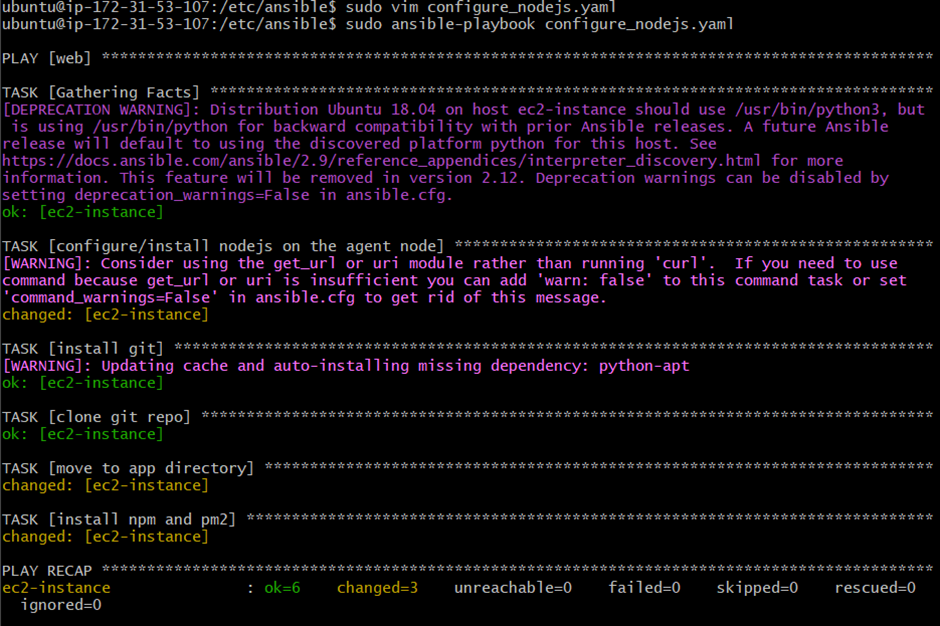 ubuntu@ip-172-31-53-107:/etc/ansible$ sudo vim configure_nodejs.yaml
ubuntu@ip-172-31-53-107:/etc/ansible$ sudo ansible-playbook configure_nodejs.yaml
PLAY [web] ********************************************************************************************
TASK [Gathering Facts] ********************************************************************************
[DEPRECATION WARNING]: Distribution Ubuntu 18.04 on host ec2-instance should use /usr/bin/python3, but
 is using /usr/bin/python for backward compatibility with prior Ansible releases. A future Ansible
release will default to using the discovered platform python for this host. See
https://docs.ansible.com/ansible/2.9/reference_appendices/interpreter_discovery.html for more
information. This feature will be removed in version 2.12. Deprecation warnings can be disabled by
setting deprecation_warnings=False in ansible.cfg.
ok: [ec2-instance]
TASK [configure/install nodejs on the agent node] *****************************************************
[WARNING]: Consider using the get_url or uri module rather than running 'curl'.  If you need to use
command because get_url or uri is insufficient you can add 'warn: false' to this command task or set
'command_warnings=False' in ansible.cfg to get rid of this message.
changed: [ec2-instance]
TASK [install git] ************************************************************************************
[WARNING]: Updating cache and auto-installing missing dependency: python-apt
ok: [ec2-instance]
TASK [clone git repo] *********************************************************************************
ok: [ec2-instance]
TASK [move to app directory] **************************************************************************
changed: [ec2-instance]
TASK [install npm and pm2] ****************************************************************************
changed: [ec2-instance]
PLAY RECAP ********************************************************************************************
ec2-instance               : ok=6    changed=3    unreachable=0    failed=0    skipped=0    rescued=0
  ignored=0